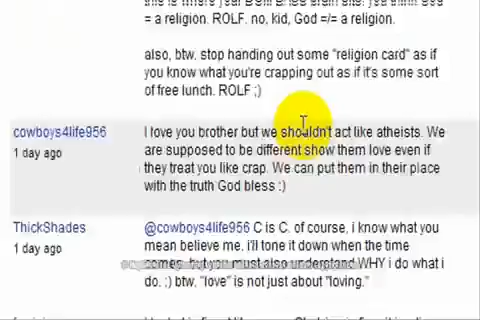 = a religion. ROLF. no, kid, God =/= a religion.
also, btw. stop handing out some "religion card" as if
you know what you're crapping out as if it's some sort
of free lunch. ROLF ;)
cowboys4life956
1 day ago
I love you brother but we shouldn't act like atheists. We
are supposed to be different show them love even if
they treat you like crap. We can put them in their place
with the truth God bless :)
ThickShades
1 day ago
@cowboys4life956 C is C. of course, i know what you
mean believe me. i'll tone it down when the time
comes. but you must also understand WHY i do what i
do. ;) btw, "love" is not just about "loving."